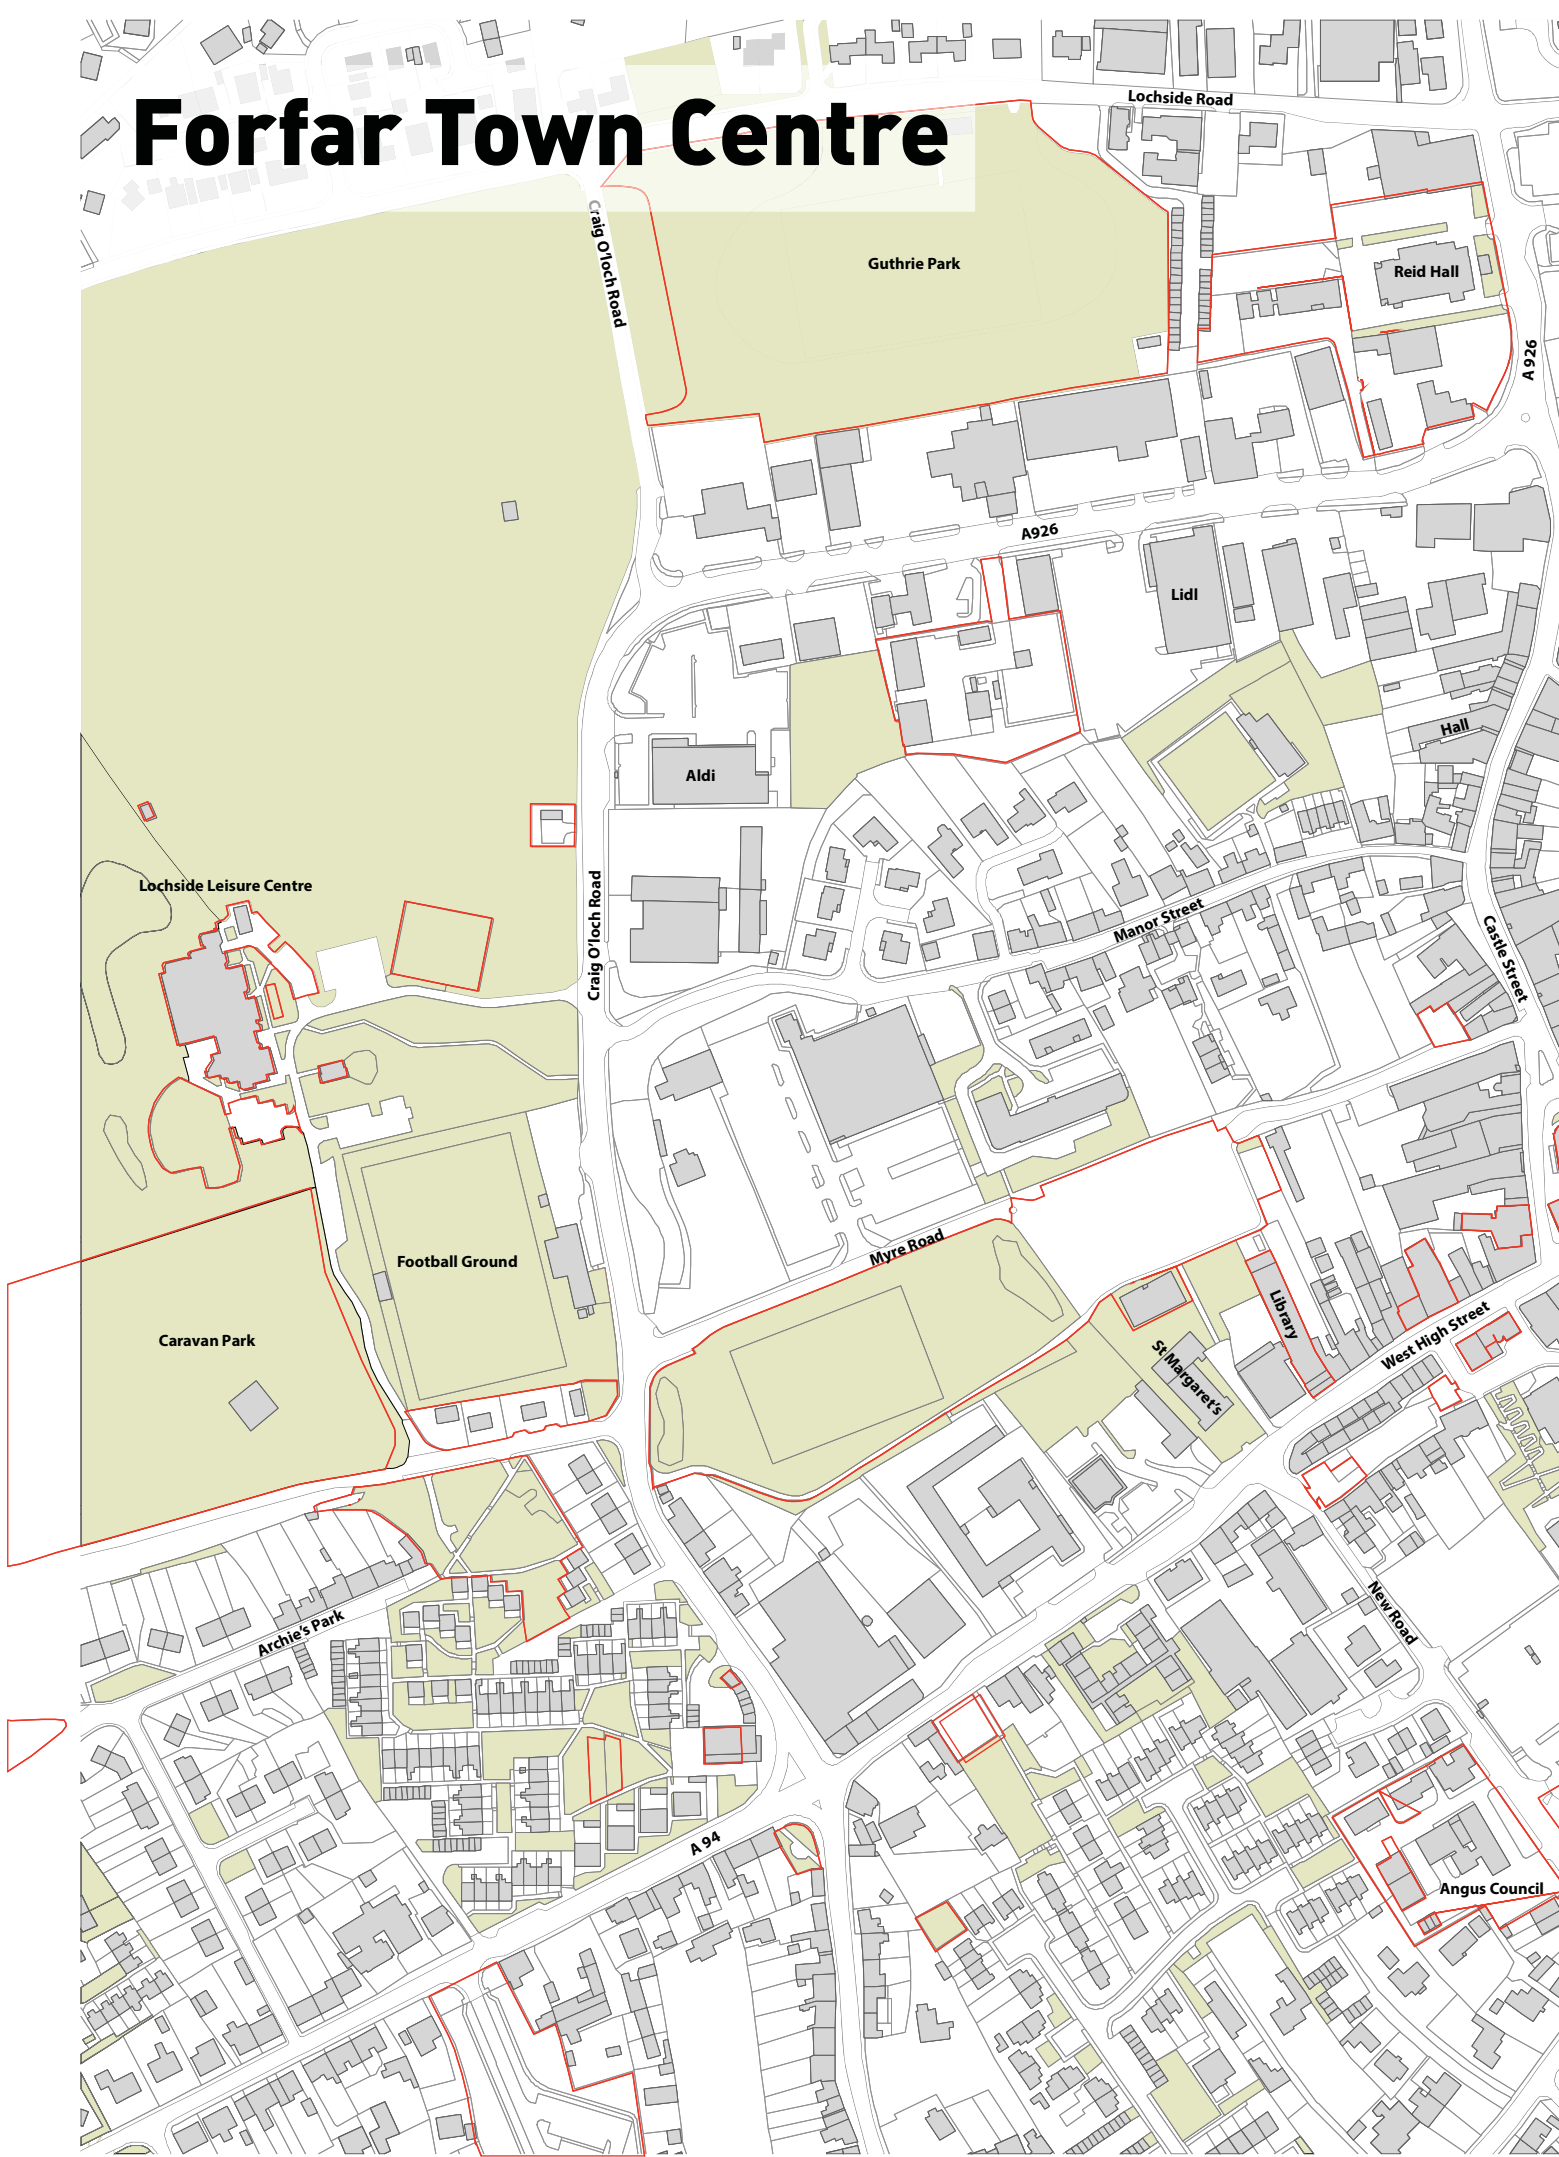 Forfar Town Centre
Lochside Road
Craig O'loch Road
Guthrie Park
Reid Hall
A 926
A926
Lidl
Hall
Aldi
Lochside Leisure Centre
Craig O'loch Road
Manor Street
Castle Street
Myre Road
Football Ground
Library
Caravan Park
West High Street
St Margaret's
New Road
Archie's Park
A 94
Angus Council